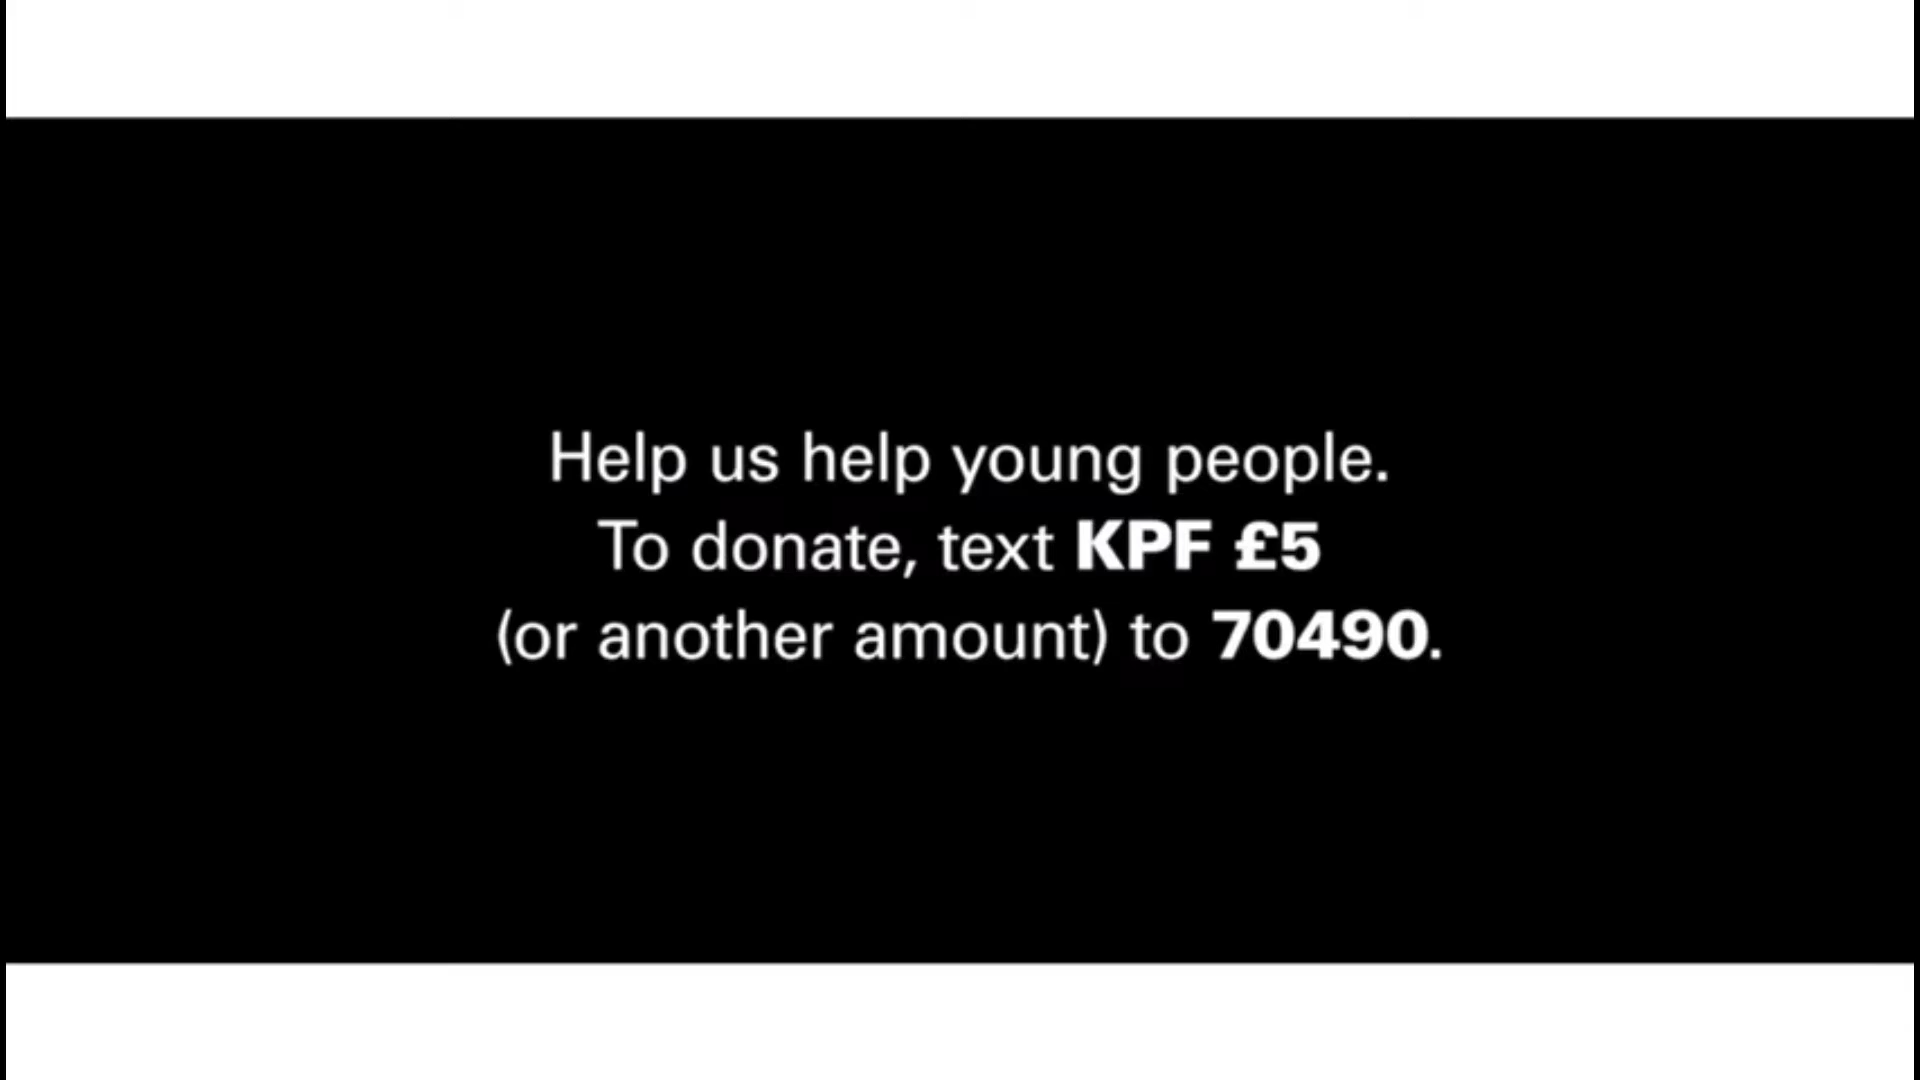 Help us help young people.
To donate, text KPF £5
(or another amount) to 70490.